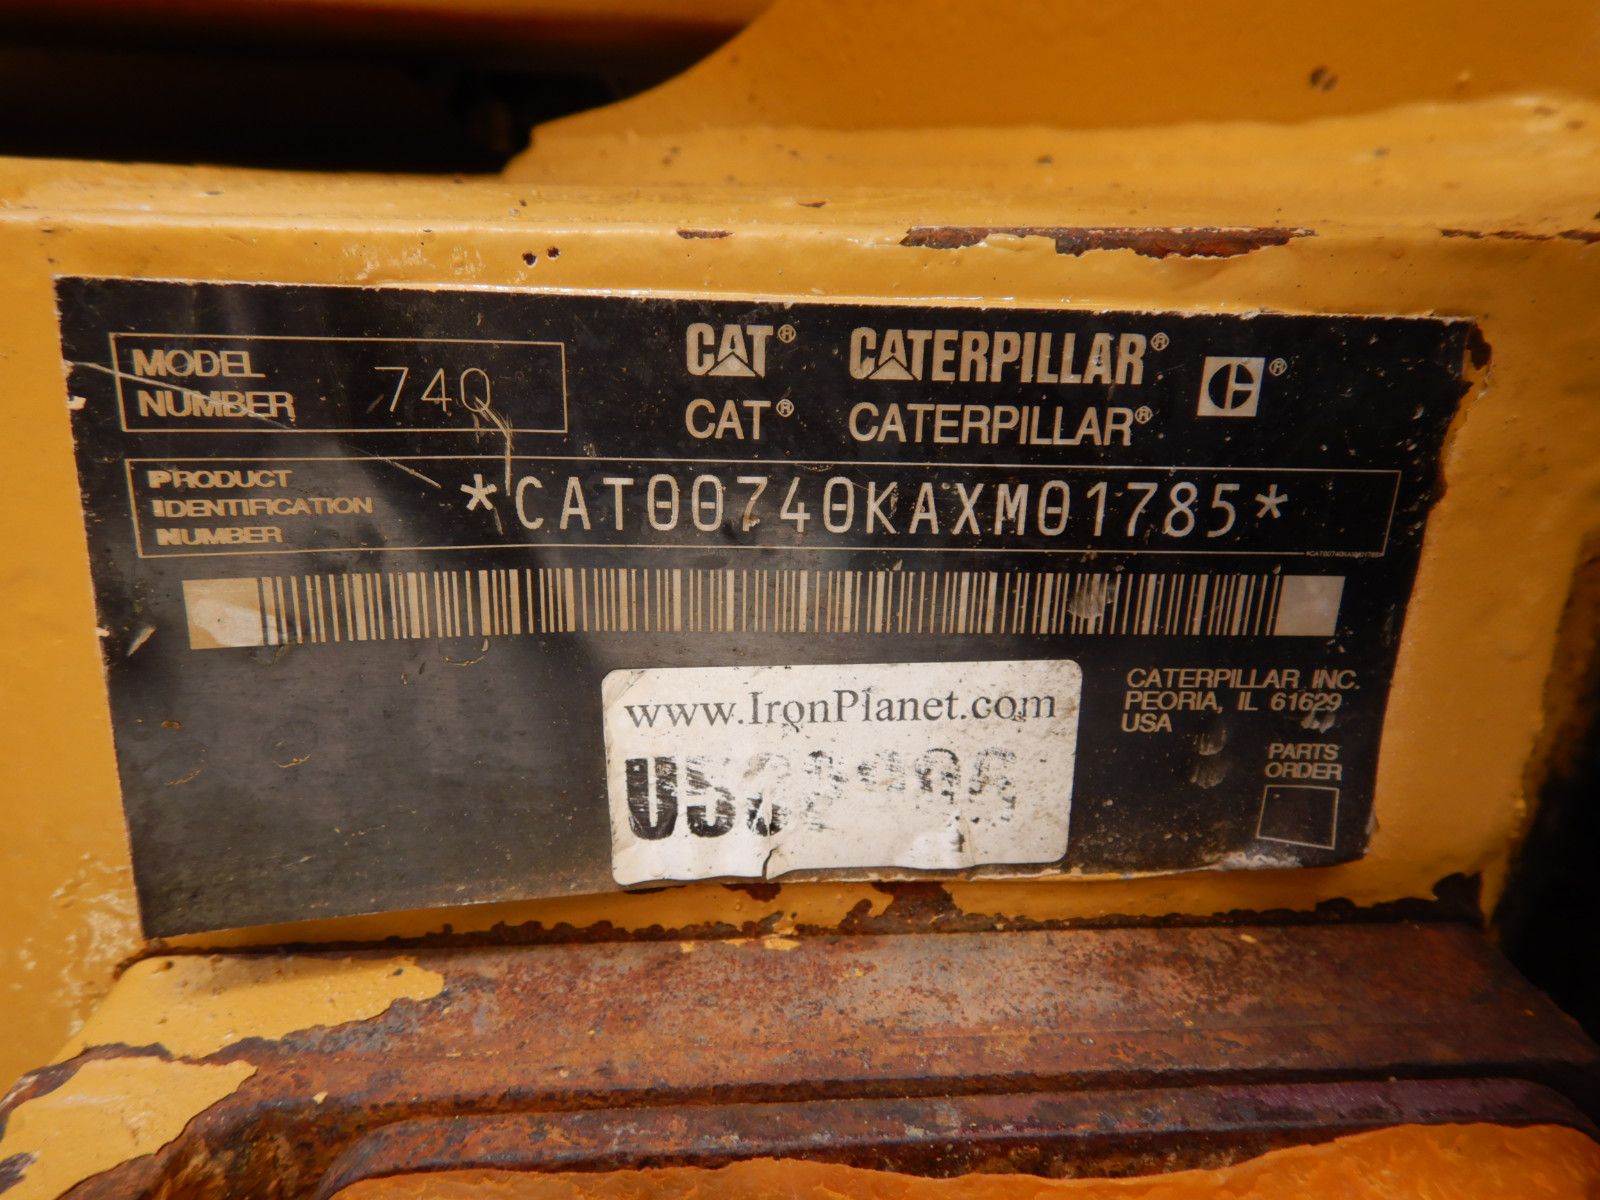 MODEL
NUMBER 740
CAT® CATERPILLAR®
CAT® CATERPILLAR®
PRODUCT
IDENTIFICATION
NUMBER
*CAT00740KAXM01785*
*CAT00740KAXM01785*
www.IronPlanet.com
CATERPILLAR INC.
PEORIA, IL 61629
USA
PARTS
ORDER